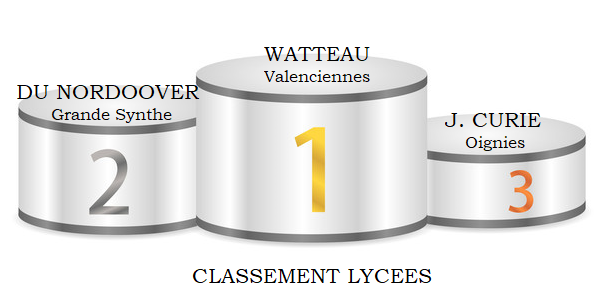 WATTEAU
Valenciennes
DU NORDOOVER
Grande Synthe
J. CURIE
Oignies
1
2
3
CLASSEMENT LYCEES